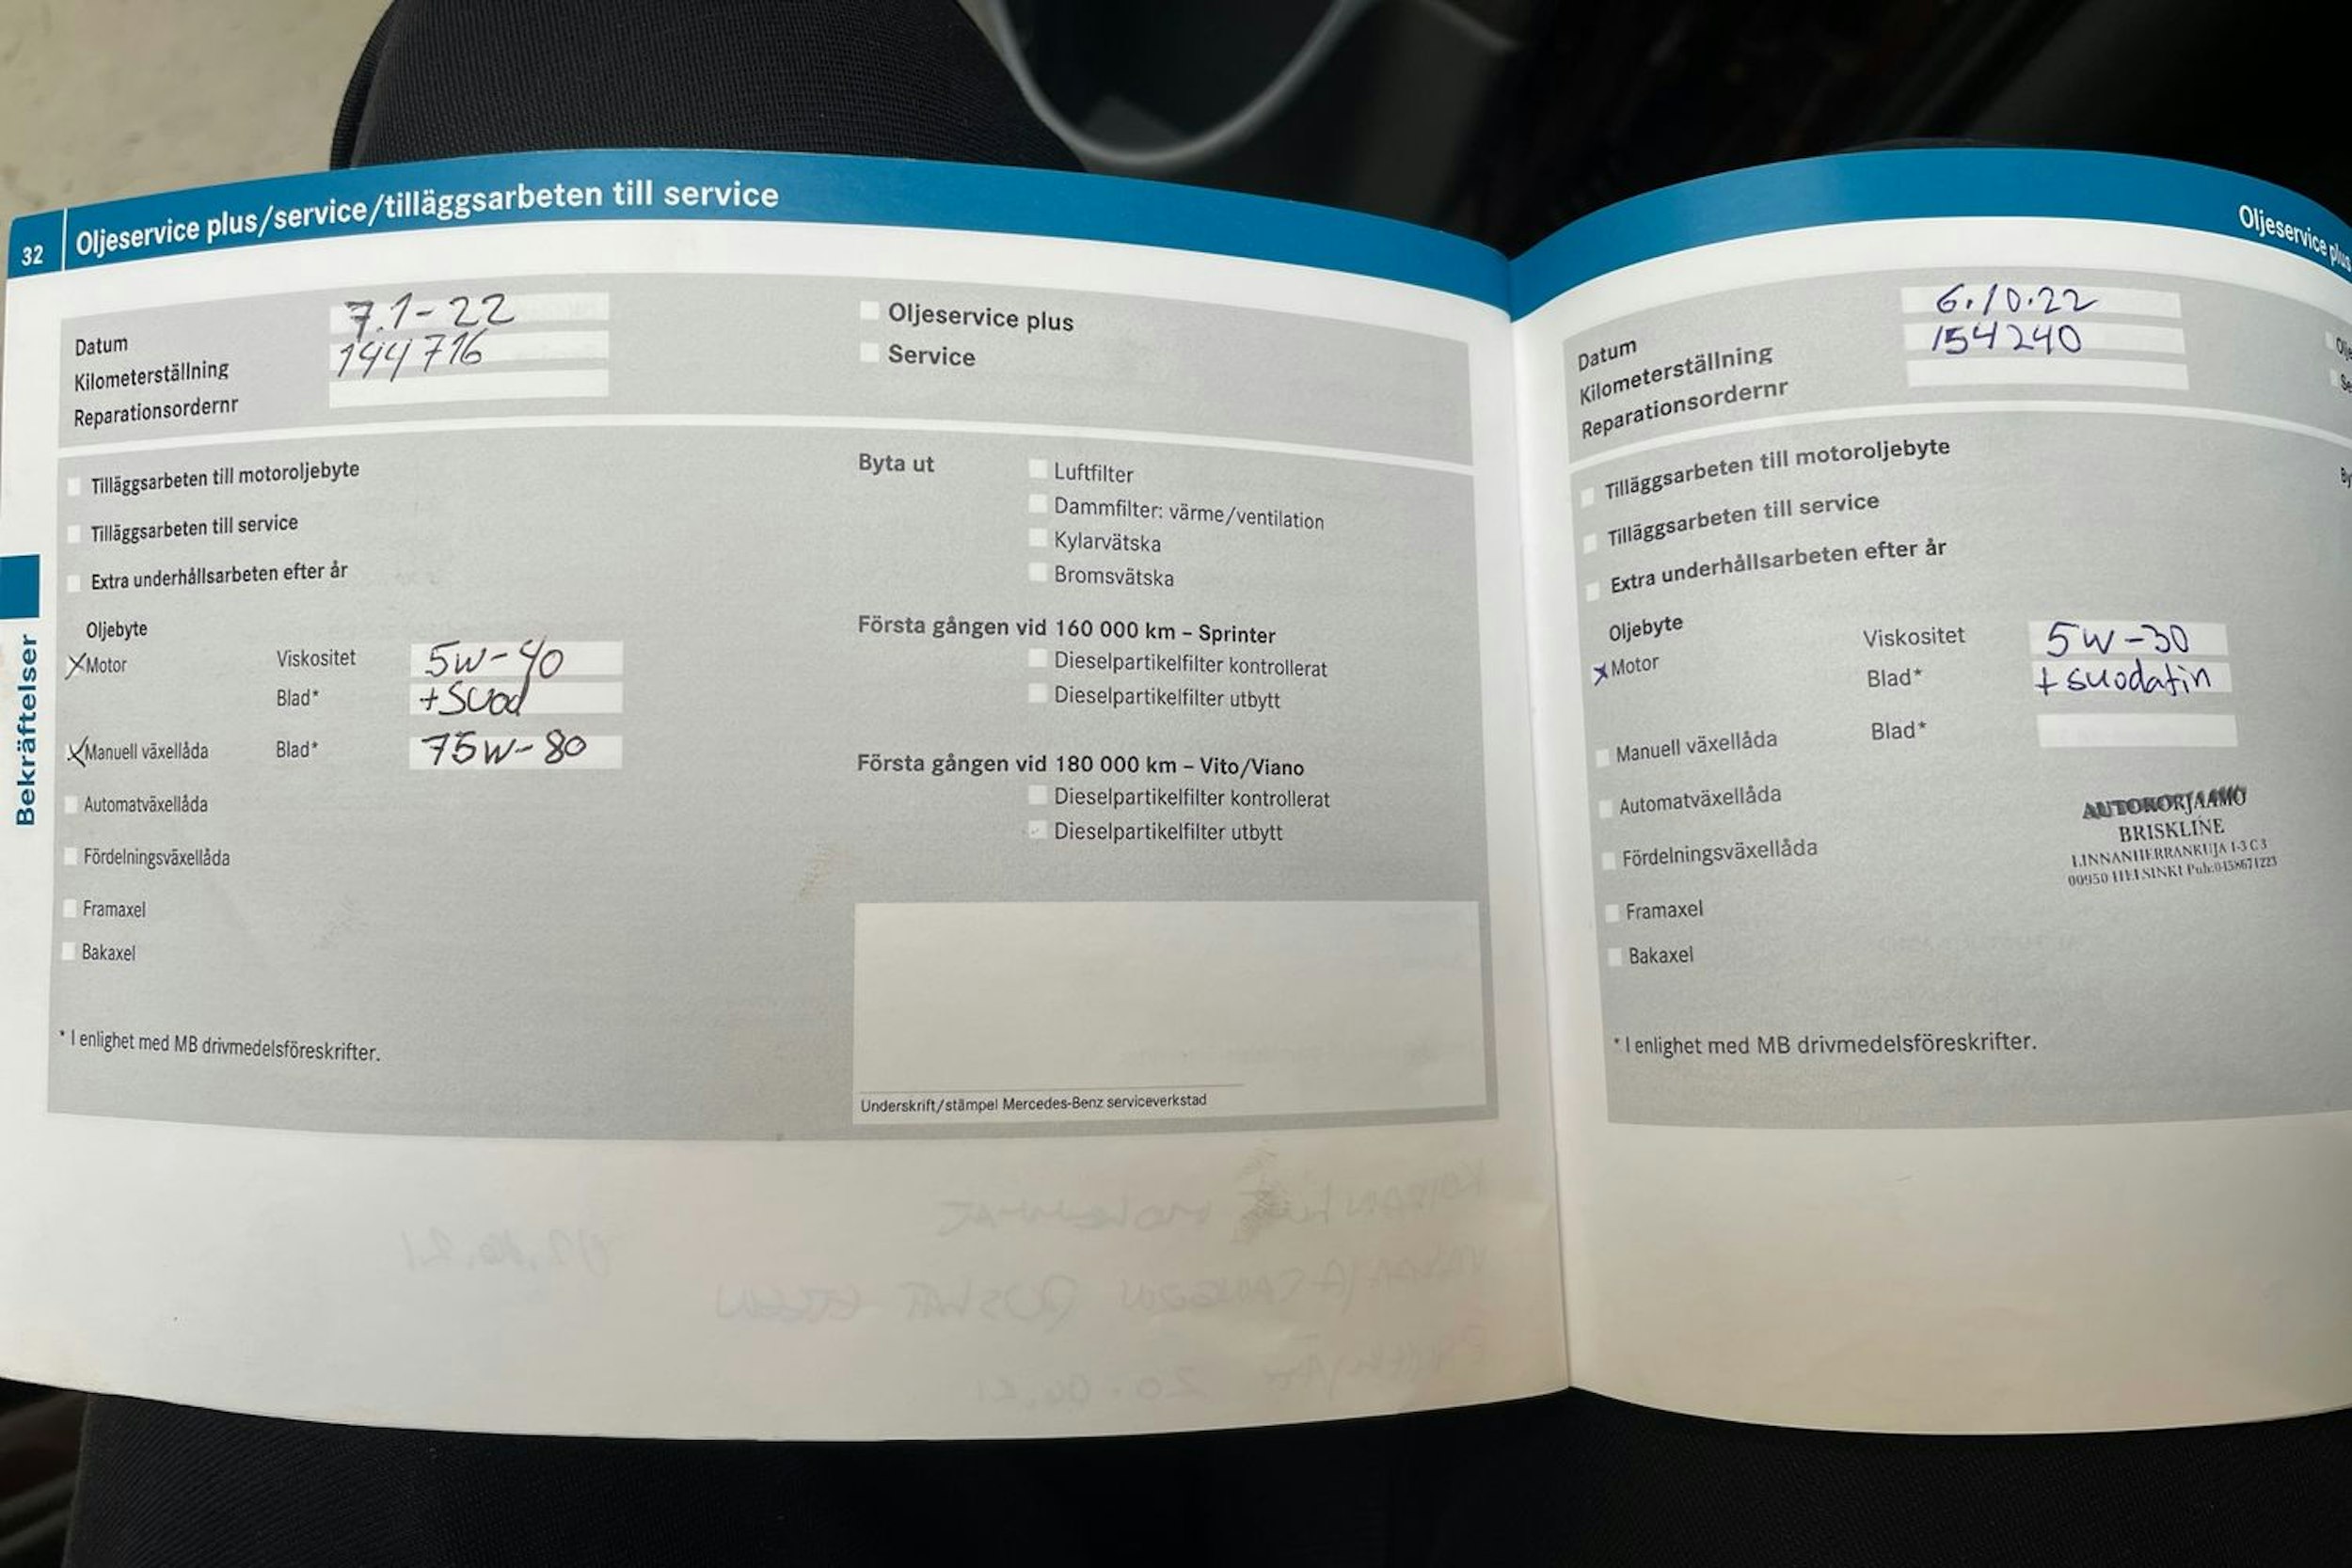 32 Oljeservice plus/service/tilläggsarbeten till service
Datum 7.1-22
Kilometerställning 144716
Reparationsordernr
Oljeservice plus
Service
Tilläggsarbeten till motoroljebyte
Tilläggsarbeten till service
Extra underhållsarbeten efter år
Oljebyte
Motor Viskositet 5W-40
Blad* +Suod
Manuell växellåda Blad* 75W-80
Automatväxellåda
Fördelningsväxellåda
Framaxel
Bakaxel
* I enlighet med MB drivmedelsföreskrifter.
Byta ut
Luftfilter
Dammfilter: värme/ventilation
Kylarvätska
Bromsvätska
Första gången vid 160 000 km – Sprinter
Dieselpartikelfilter kontrollerat
Dieselpartikelfilter utbytt
Första gången vid 180 000 km – Vito/Viano
Dieselpartikelfilter kontrollerat
Dieselpartikelfilter utbytt
Underskrift/stämpel Mercedes-Benz serviceverkstad
Bekräftelser
Oljeservice plus
Datum 6.10.22
Kilometerställning 154240
Reparationsordernr
Tilläggsarbeten till motoroljebyte
Tilläggsarbeten till service
Extra underhållsarbeten efter år
Oljebyte
Motor Viskositet 5W-30
Blad* + suodatin
Manuell växellåda Blad*
Automatväxellåda
Fördelningsväxellåda
Framaxel
Bakaxel
AUTOKORJAAMO
BRISKLINE
LINNANHERRANKUJA 1-3 C 3
00950 HELSINKI
* I enlighet med MB drivmedelsföreskrifter.